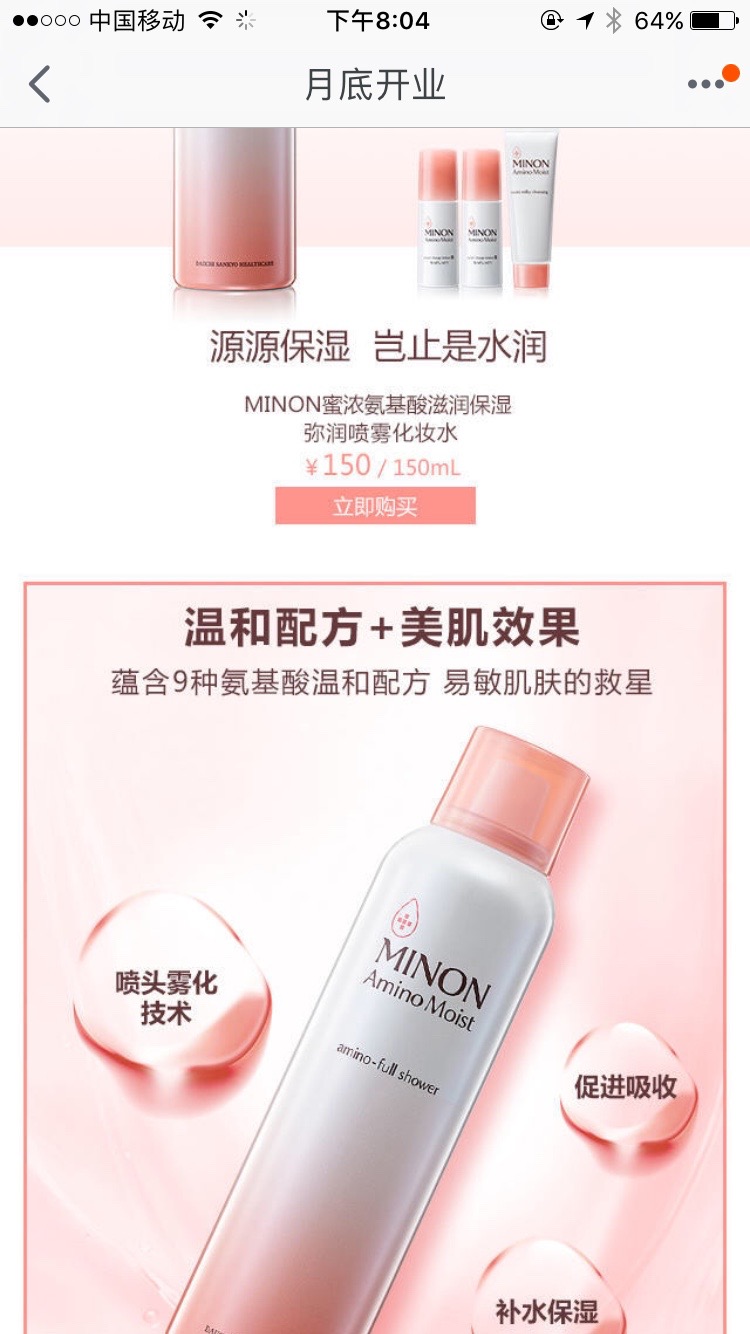 中国移动
下午8:04
64%
月底开业
DAIICHI SANKYO HEALTHCARE
MINON
Amino Moist
MINON
Amino Moist
MINON
Amino Moist
源源保湿 岂止是水润
MINON蜜浓氨基酸滋润保湿
弥润喷雾化妆水
¥150 / 150mL
立即购买
温和配方+美肌效果
蕴含9种氨基酸温和配方 易敏肌肤的救星
MINON
Amino Moist
amino-full shower
喷头雾化
技术
促进吸收
补水保湿